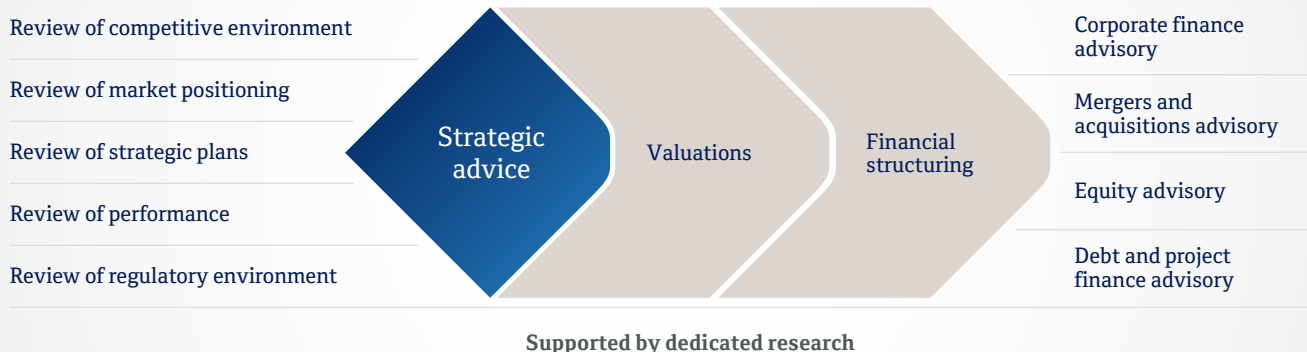 Review of competitive environment
Review of market positioning
Review of strategic plans
Review of performance
Review of regulatory environment
Strategic
advice
Valuations
Financial
structuring
Corporate finance
advisory
Mergers and
acquisitions advisory
Equity advisory
Debt and project
finance advisory
Supported by dedicated research